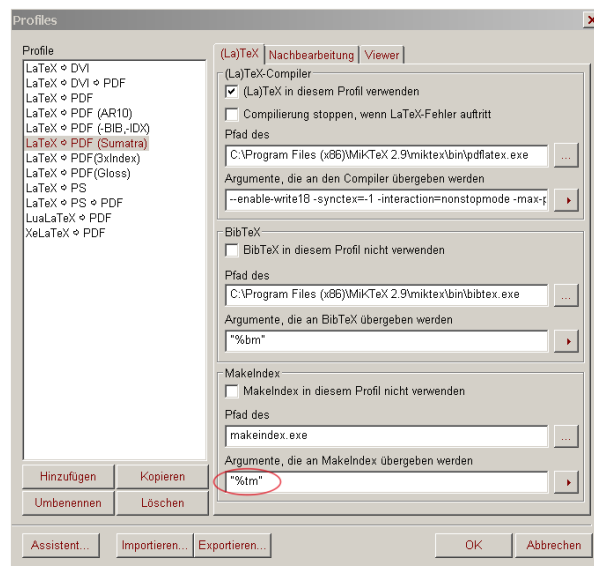 Profiles
Profile
LaTeX ⇨ DVI
LaTeX ⇨ DVI ⇨ PDF
LaTeX ⇨ PDF
LaTeX ⇨ PDF (AR10)
LaTeX ⇨ PDF (-BIB,-IDX)
LaTeX ⇨ PDF (Sumatra)
LaTeX ⇨ PDF(3xIndex)
LaTeX ⇨ PDF(Gloss)
LaTeX ⇨ PS
LaTeX ⇨ PS ⇨ PDF
LuaLaTeX ⇨ PDF
XeLaTeX ⇨ PDF
Hinzufügen Kopieren
Umbenennen Löschen
(La)TeX Nachbearbeitung Viewer
(La)TeX-Compiler
(La)TeX in diesem Profil verwenden
Compilierung stoppen, wenn LaTeX-Fehler auftritt
Pfad des
C:\Program Files (x86)\MiKTeX 2.9\miktex\bin\pdflatex.exe ...
Argumente, die an den Compiler übergeben werden
--enable-write18 -synctex=-1 -interaction=nonstopmode -max-p
BibTeX
BibTeX in diesem Profil nicht verwenden
Pfad des
C:\Program Files (x86)\MiKTeX 2.9\miktex\bin\bibtex.exe ...
Argumente, die an BibTeX übergeben werden
"%bm"
MakeIndex
MakeIndex in diesem Profil nicht verwenden
Pfad des
makeindex.exe ...
Argumente, die an MakeIndex übergeben werden
"%tm"
Assistent... Importieren... Exportieren... OK Abbrechen